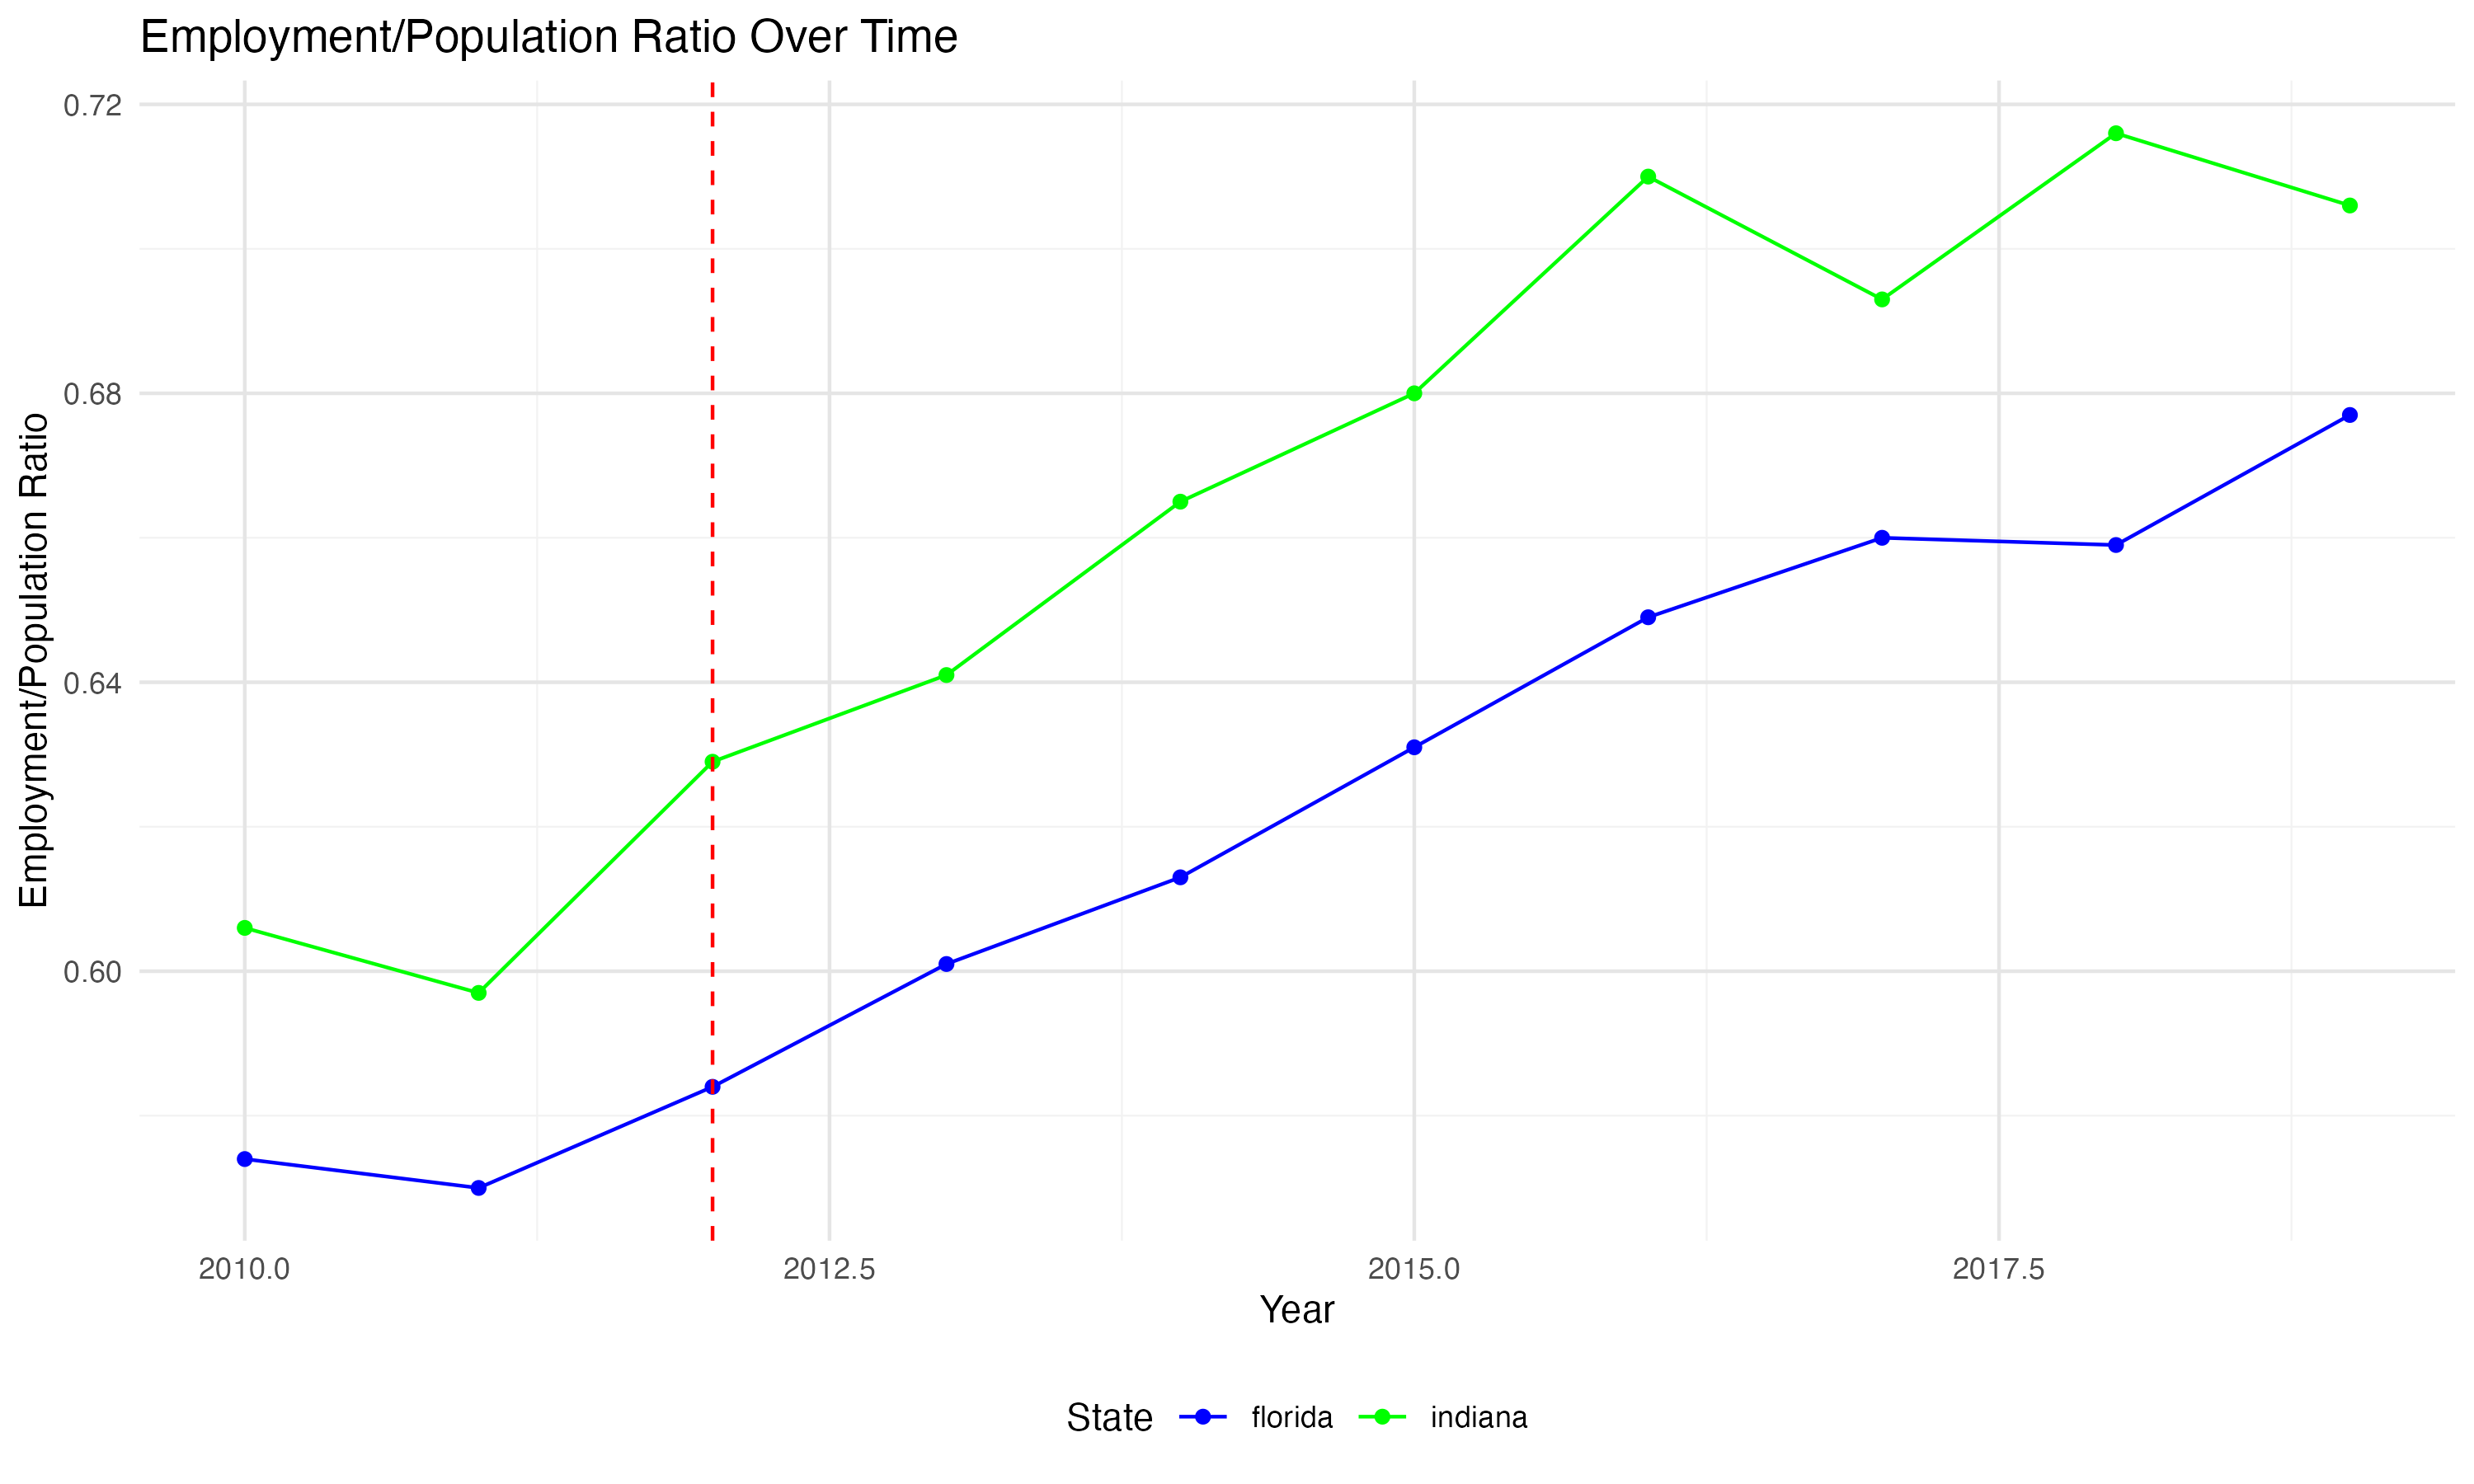 Employment/Population Ratio Over Time
Employment/Population Ratio
0.72
0.68
0.64
0.60
2010.0 2012.5 2015.0 2017.5
Year
State florida indiana